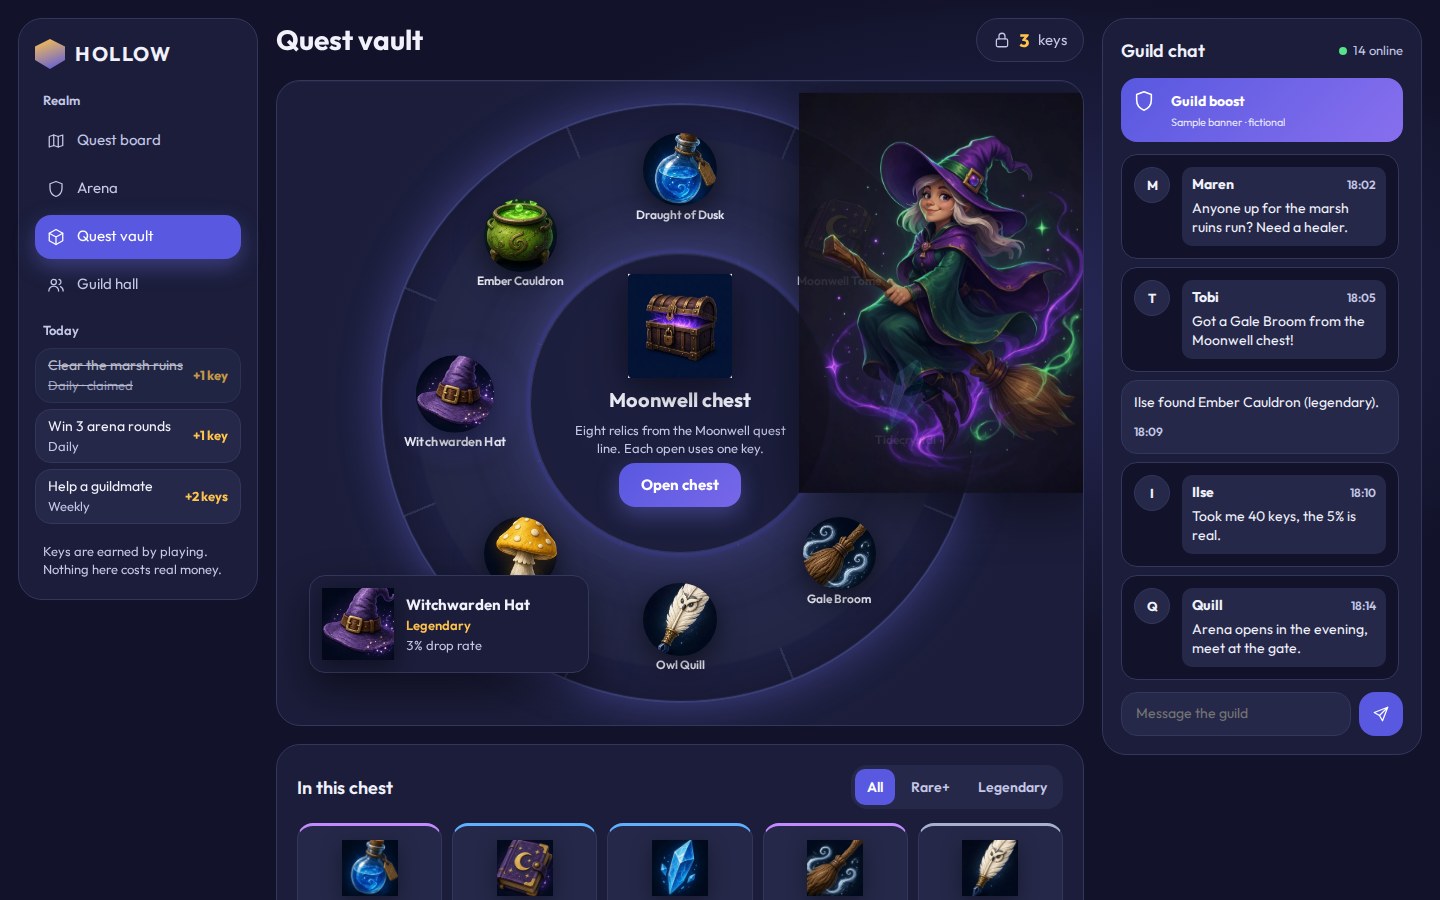 HOLLOW
Realm
Quest board
Arena
Quest vault
Guild hall
Today
Clear the marsh ruins
Daily · claimed
+1 key
Win 3 arena rounds
Daily
+1 key
Help a guildmate
Weekly
+2 keys
Keys are earned by playing.
Nothing here costs real money.
Quest vault
3 keys
Draught of Dusk
Ember Cauldron
Moonwell Tome
Witchwarden Hat
Moonwell chest
Eight relics from the Moonwell quest
line. Each open uses one key.
Open chest
Gale Broom
Owl Quill
Witchwarden Hat
Legendary
3% drop rate
In this chest
All
Rare+
Legendary
Guild chat
14 online
Guild boost
Sample banner · fictional
M
Maren
18:02
Anyone up for the marsh
ruins run? Need a healer.
T
Tobi
18:05
Got a Gale Broom from the
Moonwell chest!
Ilse found Ember Cauldron (legendary).
18:09
I
Ilse
18:10
Took me 40 keys, the 5% is
real.
Q
Quill
18:14
Arena opens in the evening,
meet at the gate.
Message the guild